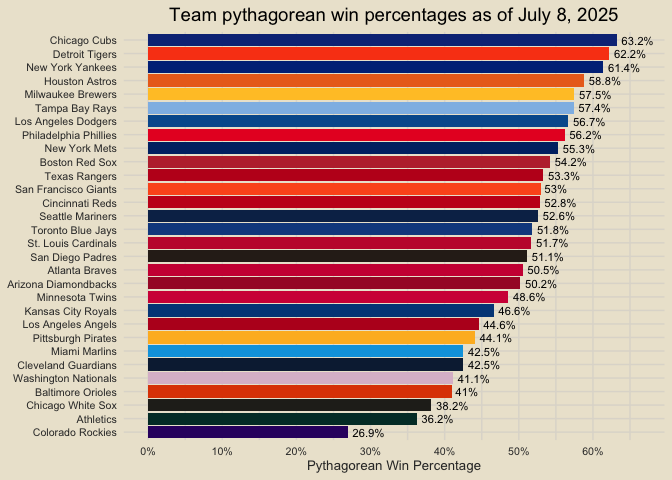 Team pythagorean win percentages as of July 8, 2025
Chicago Cubs 63.2%
Detroit Tigers 62.2%
New York Yankees 61.4%
Houston Astros 58.8%
Milwaukee Brewers 57.5%
Tampa Bay Rays 57.4%
Los Angeles Dodgers 56.7%
Philadelphia Phillies 56.2%
New York Mets 55.3%
Boston Red Sox 54.2%
Texas Rangers 53.3%
San Francisco Giants 53%
Cincinnati Reds 52.8%
Seattle Mariners 52.6%
Toronto Blue Jays 51.8%
St. Louis Cardinals 51.7%
San Diego Padres 51.1%
Atlanta Braves 50.5%
Arizona Diamondbacks 50.2%
Minnesota Twins 48.6%
Kansas City Royals 46.6%
Los Angeles Angels 44.6%
Pittsburgh Pirates 44.1%
Miami Marlins 42.5%
Cleveland Guardians 42.5%
Washington Nationals 41.1%
Baltimore Orioles 41%
Chicago White Sox 38.2%
Athletics 36.2%
Colorado Rockies 26.9%
0% 10% 20% 30% 40% 50% 60%
Pythagorean Win Percentage